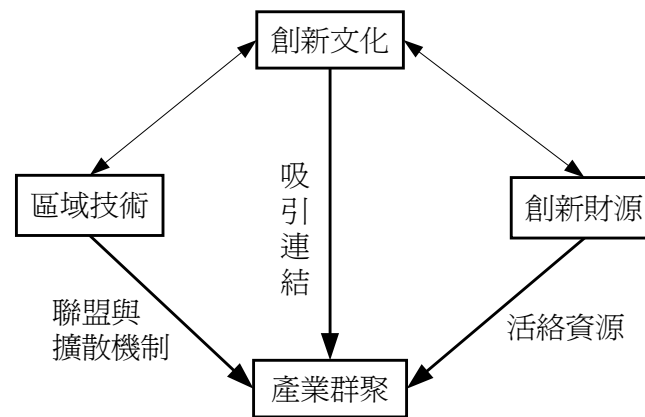 創新文化
區域技術
吸引連結
創新財源
聯盟與
擴散機制
活絡資源
產業群聚